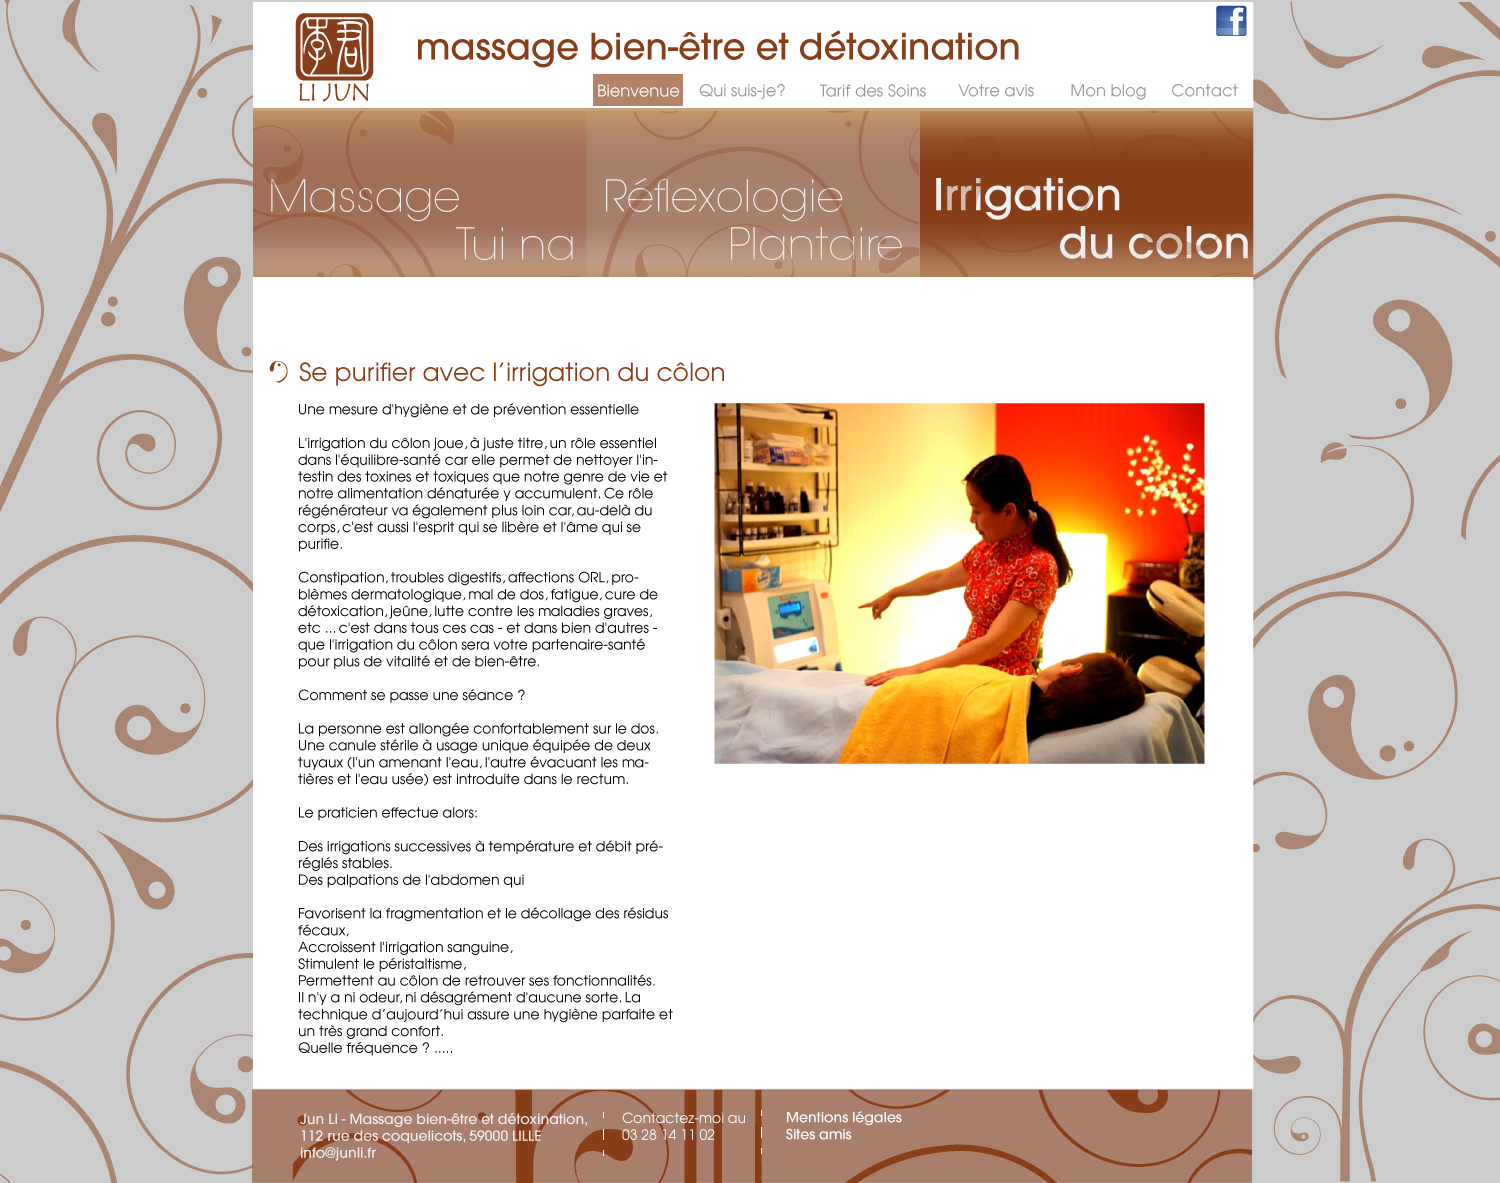 李君
LI JUN
massage bien-être et détoxination
f
Bienvenue Qui suis-je? Tarif des Soins Votre avis Mon blog Contact
Massage
Tui na
Réflexologie
Plantaire
Irrigation
du colon
Se purifier avec l’irrigation du côlon
Une mesure d'hygiène et de prévention essentielle
L'irrigation du côlon joue, à juste titre, un rôle essentiel
dans l'équilibre-santé car elle permet de nettoyer l'in-
testin des toxines et toxiques que notre genre de vie et
notre alimentation dénaturée y accumulent. Ce rôle
régénérateur va également plus loin car, au-delà du
corps, c'est aussi l'esprit qui se libère et l'âme qui se
purifie.
Constipation, troubles digestifs, affections ORL, pro-
blèmes dermatologique, mal de dos, fatigue, cure de
détoxication, jeûne, lutte contre les maladies graves,
etc ... c'est dans tous ces cas - et dans bien d'autres -
que l'irrigation du côlon sera votre partenaire-santé
pour plus de vitalité et de bien-être.
Comment se passe une séance ?
La personne est allongée confortablement sur le dos.
Une canule stérile à usage unique équipée de deux
tuyaux (l'un amenant l'eau, l'autre évacuant les ma-
tières et l'eau usée) est introduite dans le rectum.
Le praticien effectue alors:
Des irrigations successives à température et débit pré-
réglés stables.
Des palpations de l'abdomen qui
Favorisent la fragmentation et le décollage des résidus
fécaux,
Accroissent l'irrigation sanguine,
Stimulent le péristaltisme,
Permettent au côlon de retrouver ses fonctionnalités.
Il n'y a ni odeur, ni désagrément d'aucune sorte. La
technique d’aujourd’hui assure une hygiène parfaite et
un très grand confort.
Quelle fréquence ? .....
Jun Li - Massage bien-être et détoxination,
112 rue des coquelicots, 59000 LILLE
info@junli.fr
Contactez-moi au
03 28 14 11 02
Mentions légales
Sites amis